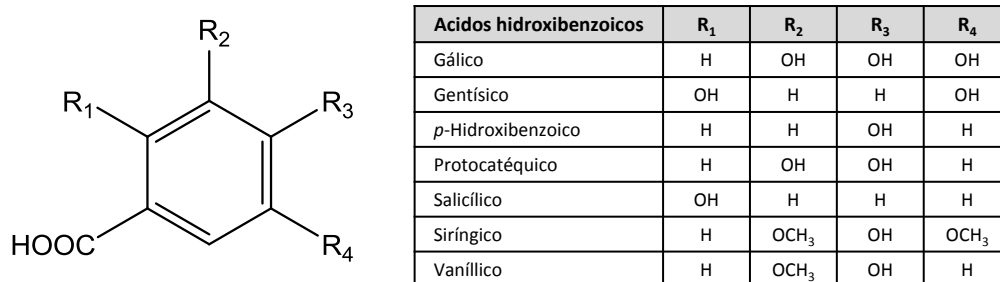 R₂
R₁
R₃
HOOC
R₄
Acidos hidroxibenzoicos R₁ R₂ R₃ R₄
Gálico H OH OH OH
Gentísico OH H H OH
p-Hidroxibenzoico H H OH H
Protocatéquico H OH OH H
Salicílico OH H H H
Siríngico H OCH₃ OH OCH₃
Vaníllico H OCH₃ OH H